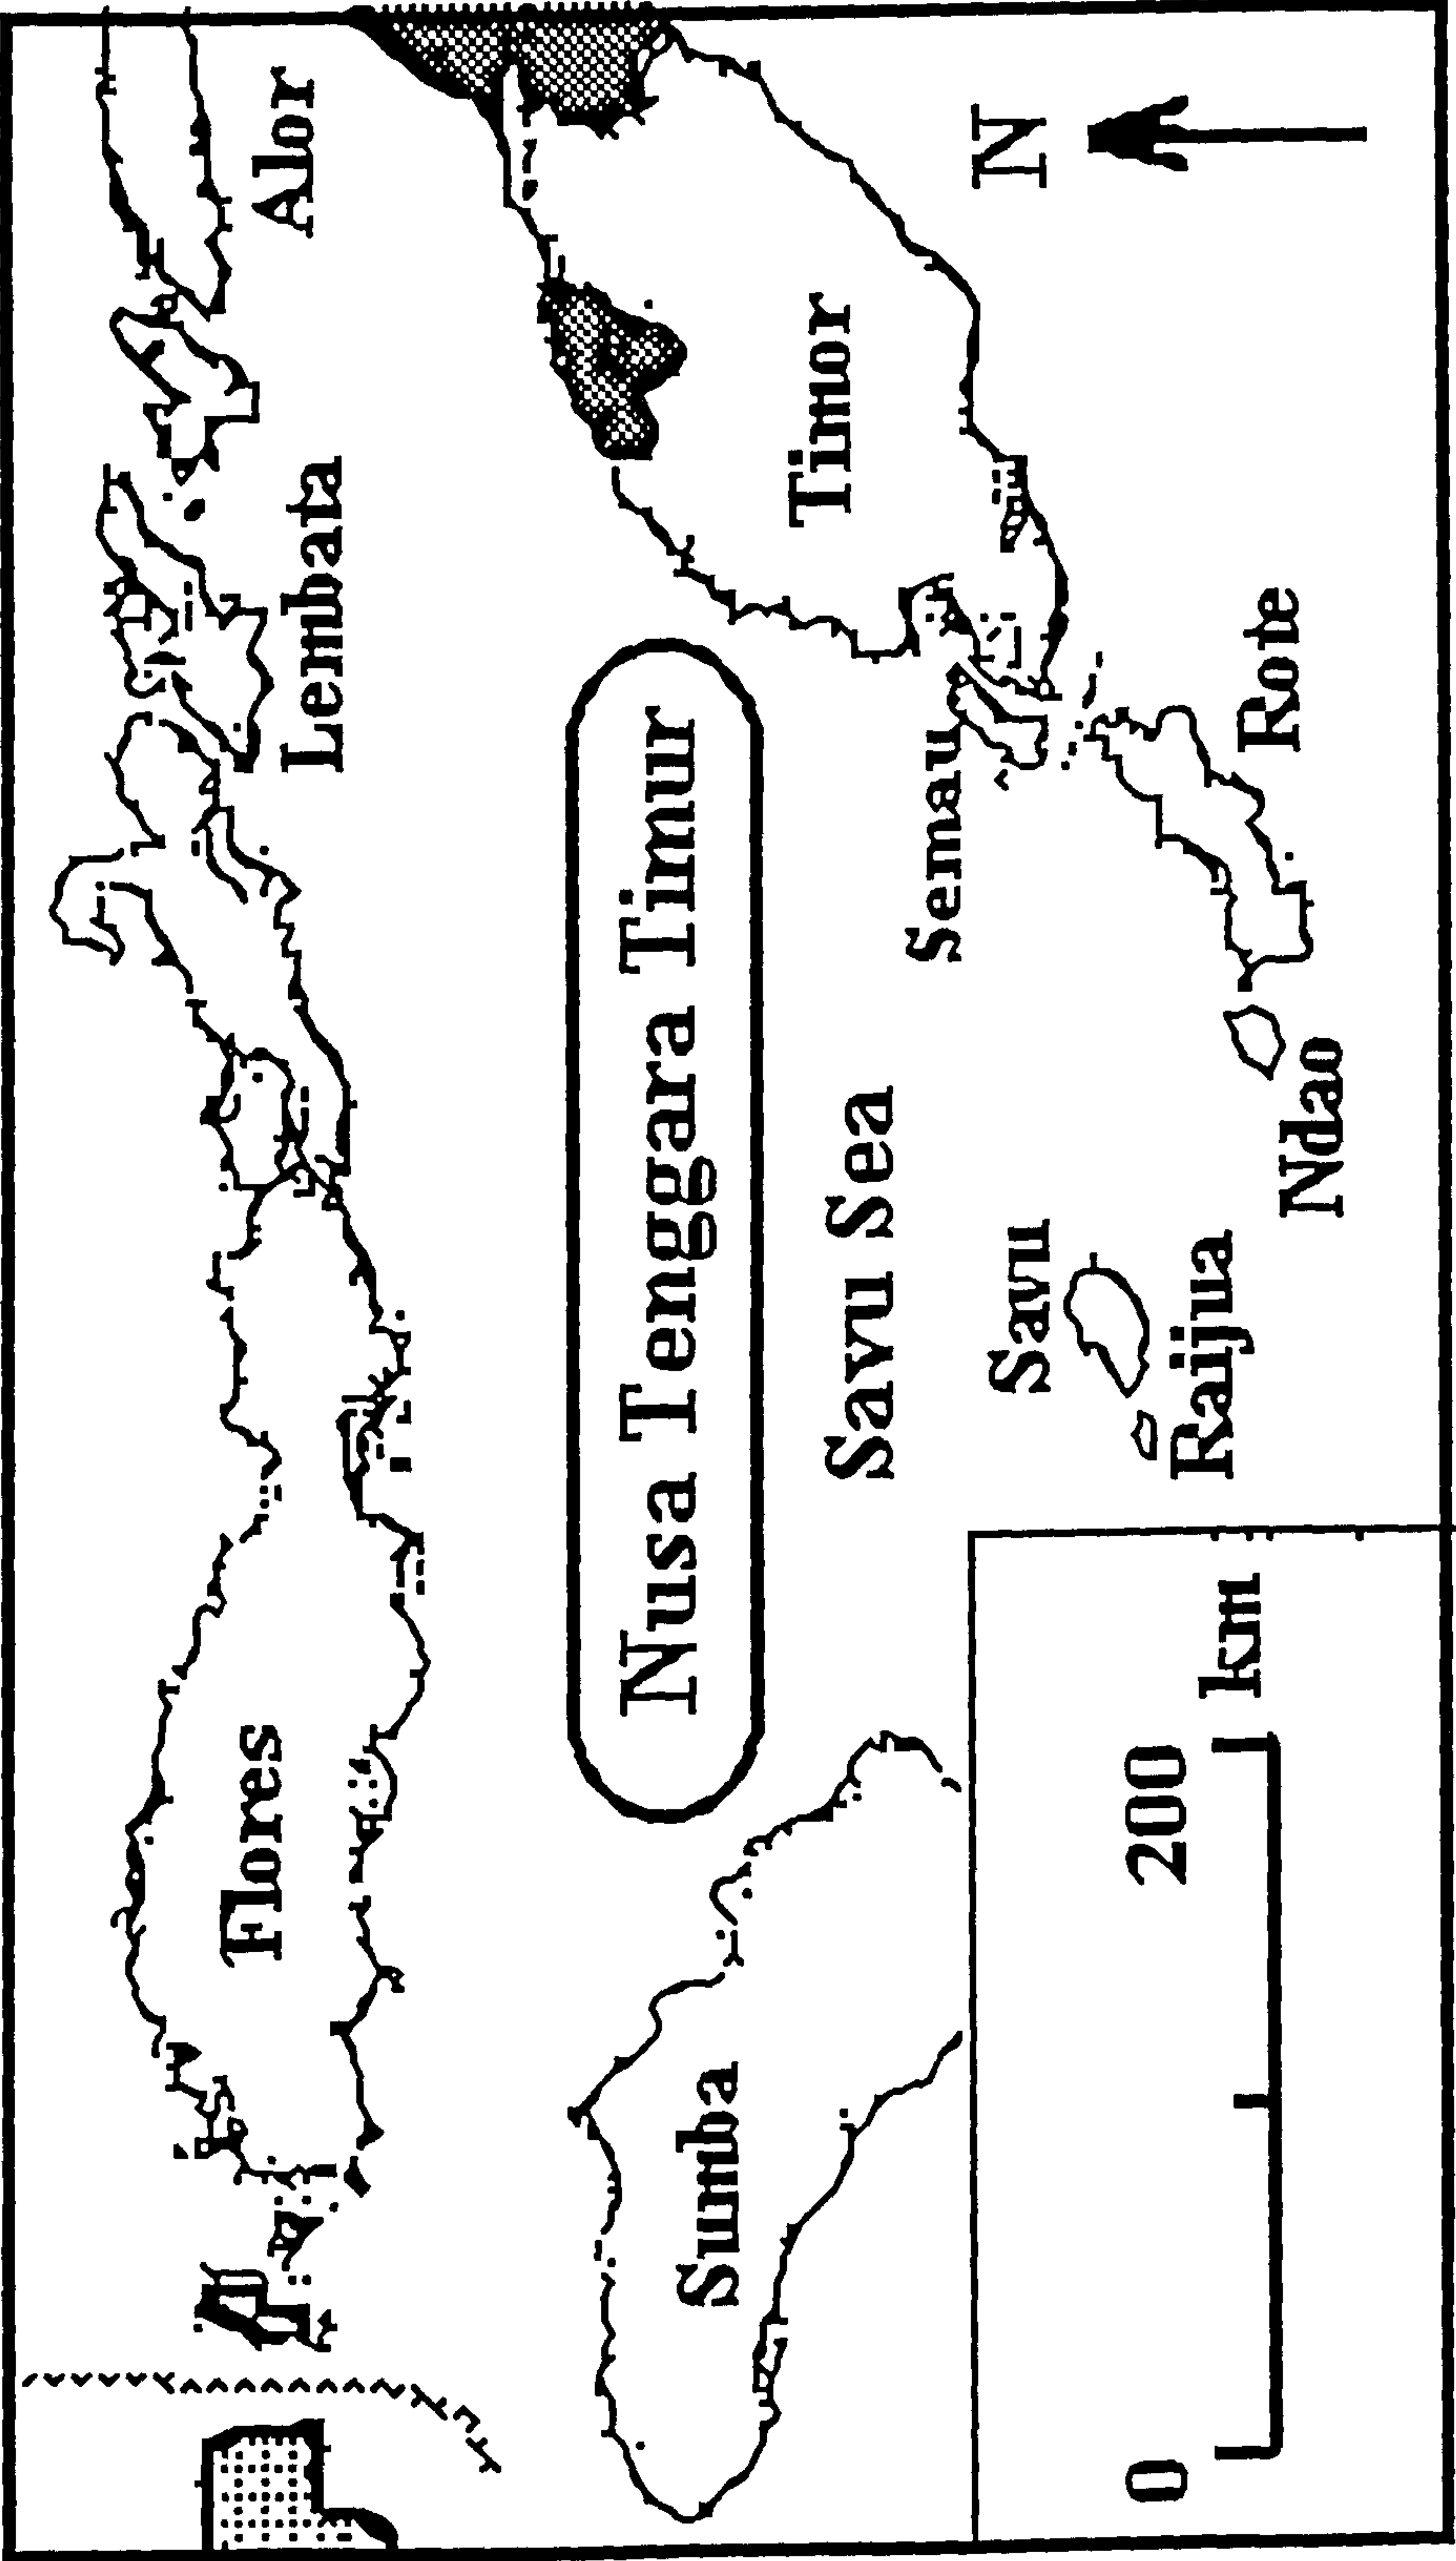 Alor
Lembata
Flores
N
Timor
Nusa Tenggara Timur
Sumba
Savu Sea
Semau
Rote
Savu
Raijua
Ndao
0 200
km